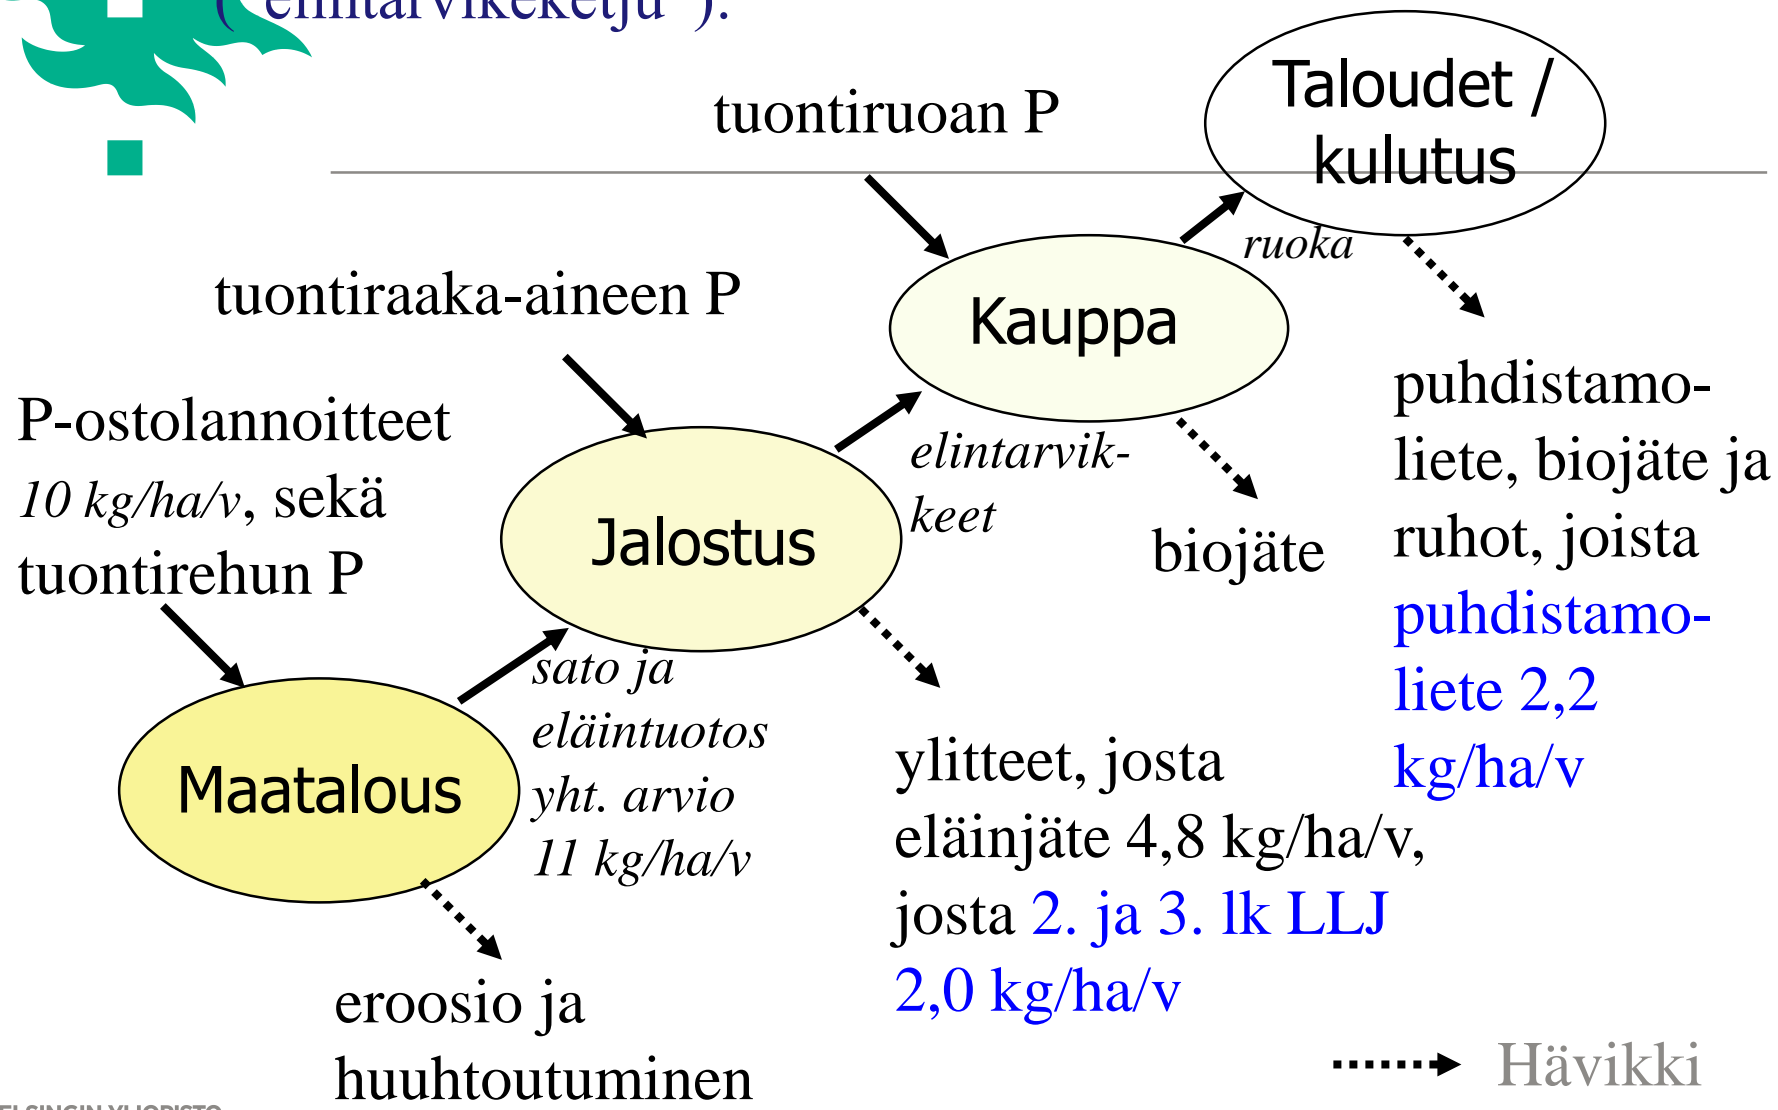 ("elintarvikeketju").
Taloudet /
kulutus
tuontiruoan P
ruoka
tuontiraaka-aineen P
Kauppa
P-ostolannoitteet
10 kg/ha/v, sekä
tuontirehun P
elintarvik-
keet
Jalostus
biojäte
puhdistamo-
liete, biojäte ja
ruhot, joista
puhdistamo-
liete 2,2
kg/ha/v
sato ja
eläintuotos
yht. arvio
11 kg/ha/v
Maatalous
ylitteet, josta
eläinjäte 4,8 kg/ha/v,
josta 2. ja 3. lk LLJ
2,0 kg/ha/v
eroosio ja
huuhtoutuminen
Hävikki